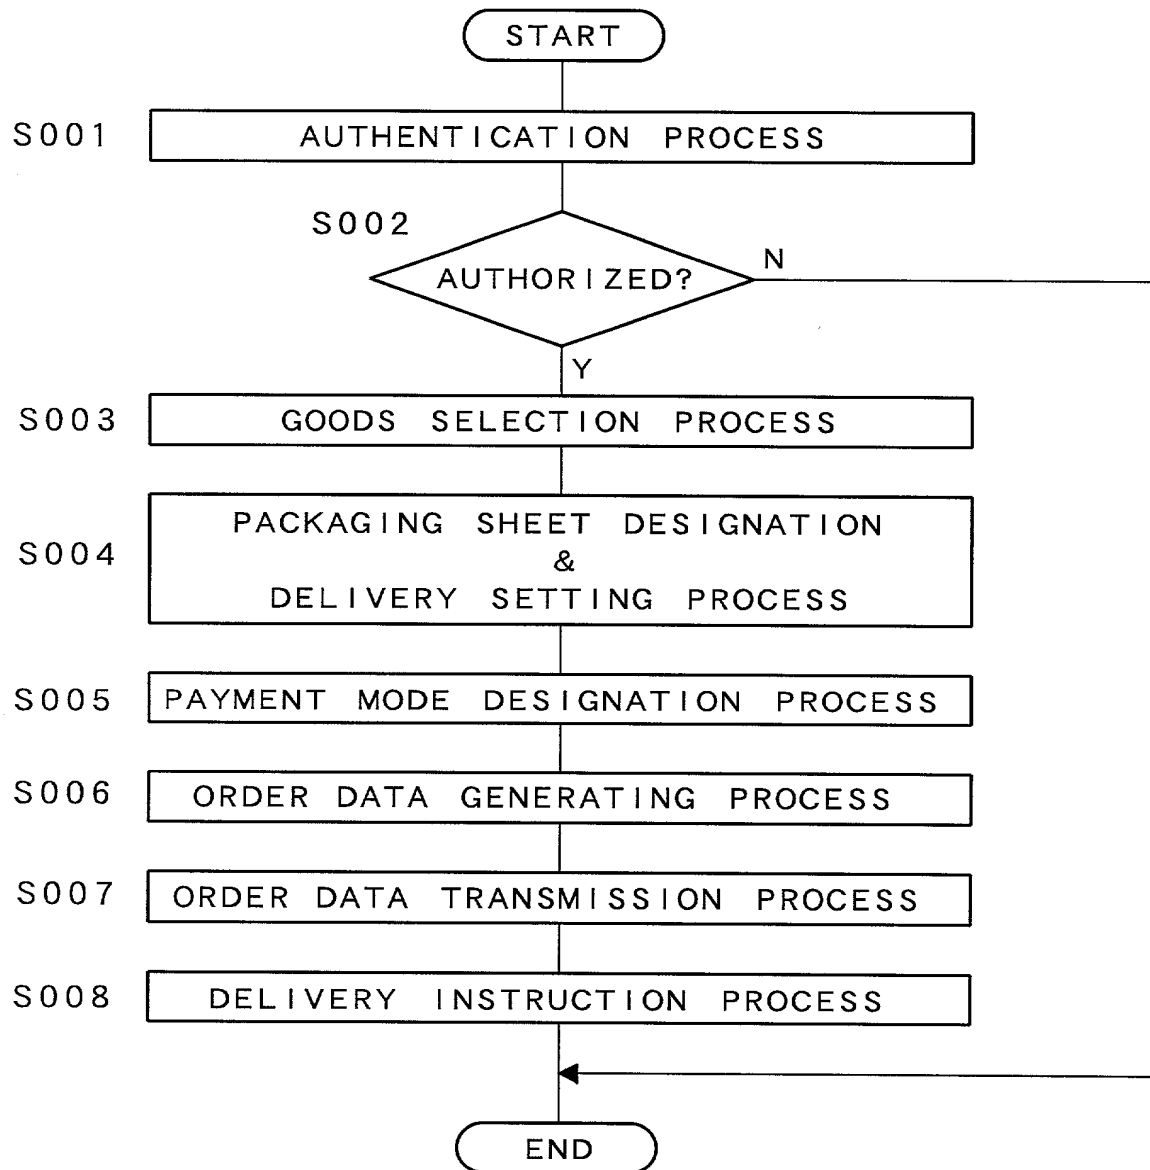 START
S001 AUTHENTICATION PROCESS
S002
AUTHORIZED? N
Y
S003 GOODS SELECTION PROCESS
PACKAGING SHEET DESIGNATION
S004 &
DELIVERY SETTING PROCESS
S005 PAYMENT MODE DESIGNATION PROCESS
S006 ORDER DATA GENERATING PROCESS
S007 ORDER DATA TRANSMISSION PROCESS
S008 DELIVERY INSTRUCTION PROCESS
END